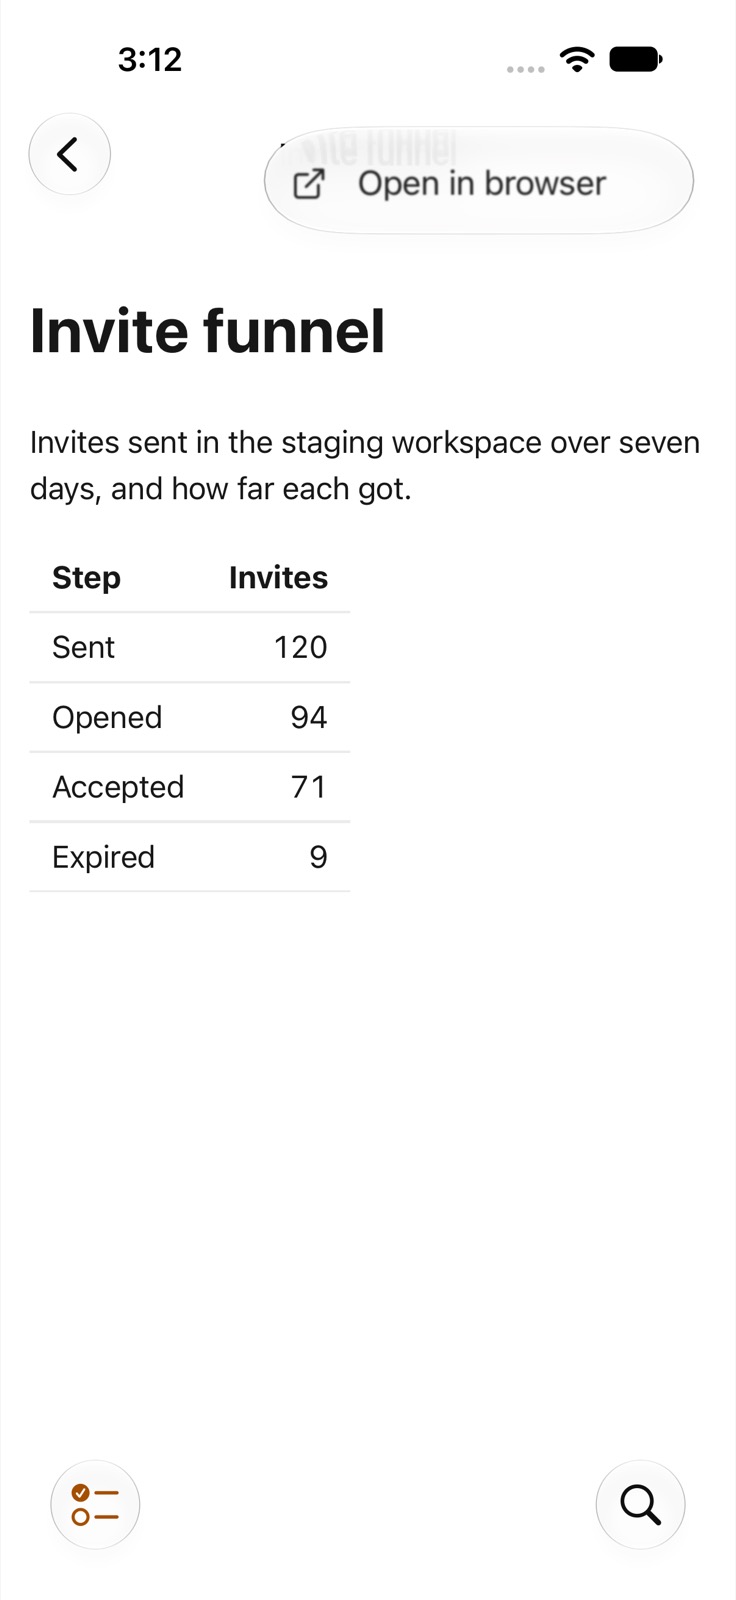 3:12
Open in browser
Invite funnel
Invites sent in the staging workspace over seven
days, and how far each got.
Step Invites
Sent 120
Opened 94
Accepted 71
Expired 9